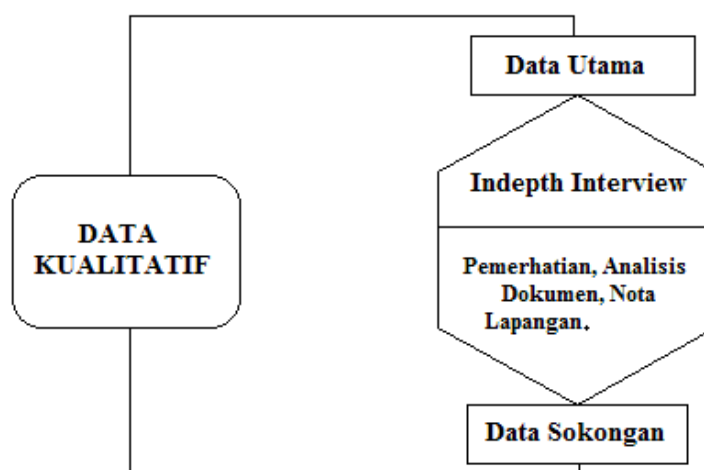 Data Utama
Indepth Interview
DATA
KUALITATIF
Pemerhatian, Analisis
Dokumen, Nota
Lapangan.
Data Sokongan